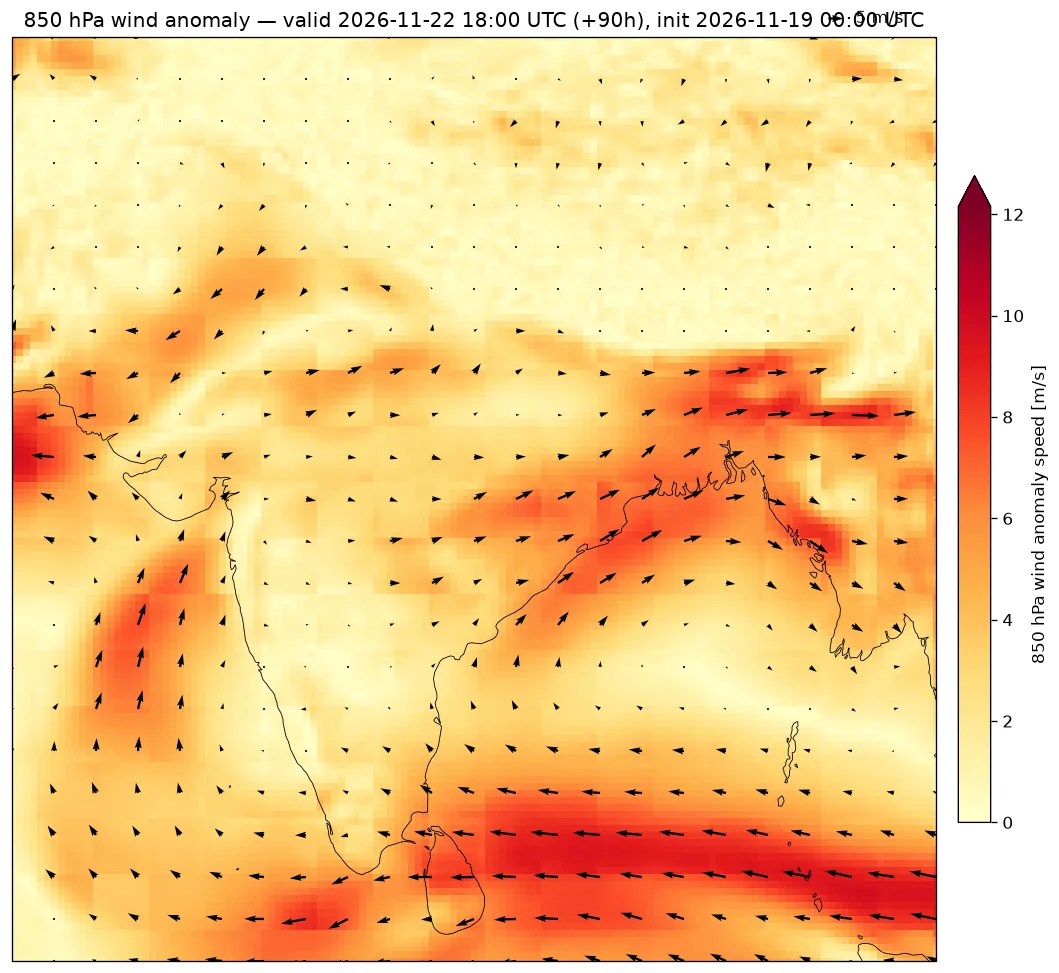 850 hPa wind anomaly — valid 2026-11-22 18:00 UTC (+90h), init 2026-11-19 00:00 UTC
5 m/s
12
10
8
6
4
2
0
850 hPa wind anomaly speed [m/s]